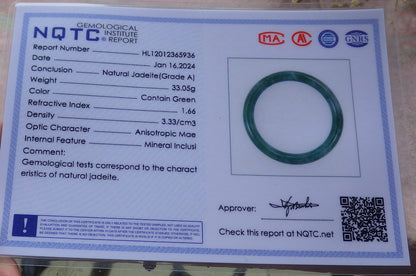 NQTC GEMOLOGICAL INSTITUTE REPORT
Report Number HL12012365936
Date Jan 16.2024
Conclusion Natural Jadeite(Grade A)
Weight 33.05g
Color Contain Green
Refractive Index 1.66
Density 3.33/cm3
Optic Character Anisotropic Mae
Internal Feature Mineral Inclusi
Comment:
Gemological tests correspond to the charact
eristics of natural jadeite.
Approver:
Check this report at NQTC.net
MA